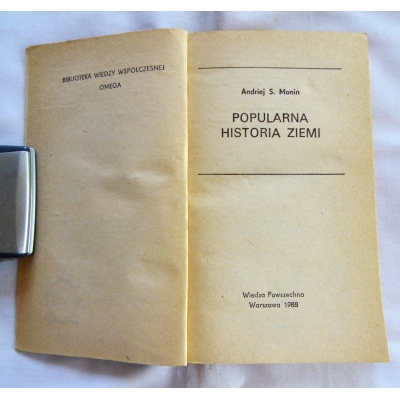 BIBLIOTEKA WIEDZY WSPÓŁCZESNEJ
OMEGA
Andriej S. Monin
POPULARNA
HISTORIA ZIEMI
Wiedza Powszechna
Warszawa 1988